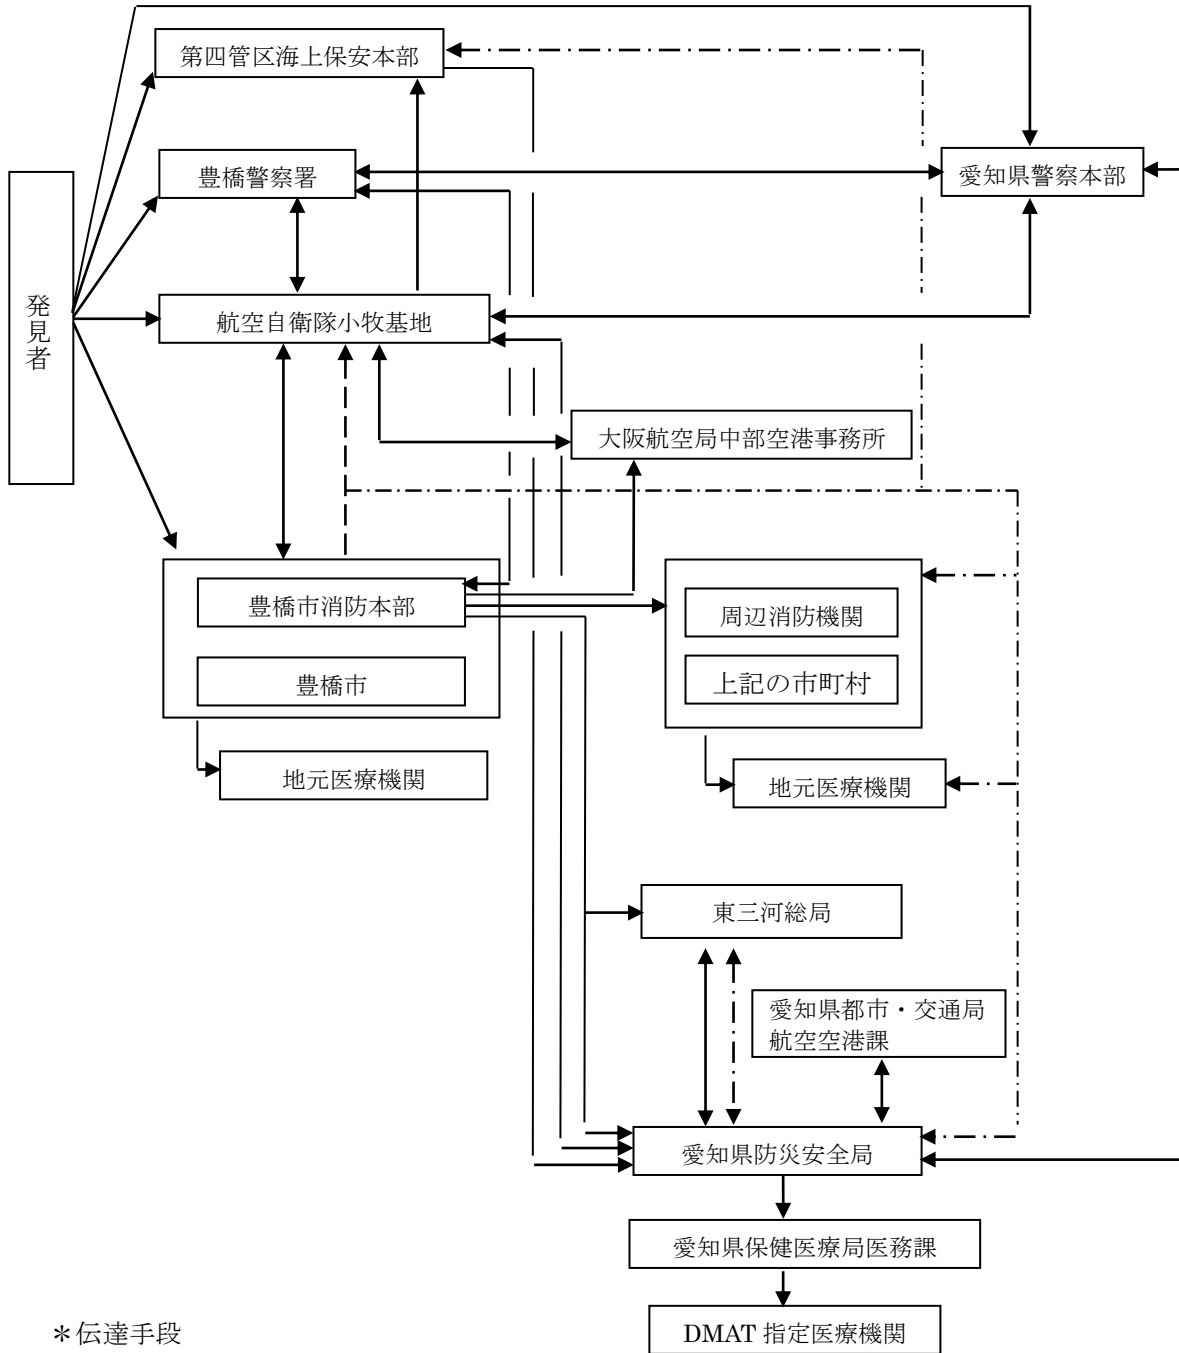 第四管区海上保安本部
豊橋警察署
愛知県警察本部
発見者
航空自衛隊小牧基地
大阪航空局中部空港事務所
豊橋市消防本部
周辺消防機関
豊橋市
上記の市町村
地元医療機関
地元医療機関
東三河総局
愛知県都市・交通局
航空空港課
愛知県防災安全局
愛知県保健医療局医務課
DMAT 指定医療機関
＊伝達手段